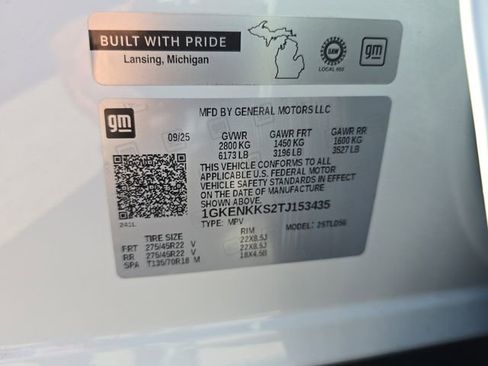 BUILT WITH PRIDE
Lansing, Michigan
UAW
LOCAL 602
gm
gm
MFD BY GENERAL MOTORS LLC
09/25 GVWR GAWR FRT GAWR RR
2800 KG 1450 KG 1600 KG
6173 LB 3196 LB 3527 LB
THIS VEHICLE CONFORMS TO ALL
APPLICABLE U.S. FEDERAL MOTOR
VEHICLE SAFETY STANDARDS IN EFFECT
ON THE DATE OF MANUFACTURE
SHOWN ABOVE.
1GKENKKS2TJ153435
TYPE: MPV MODEL:
241L
TIRE SIZE RIM
FRT 275/45R22 V 22X8.5J
RR 275/45R22 V 22X8.5J
SPA T135/70R18 M 18X4.5B